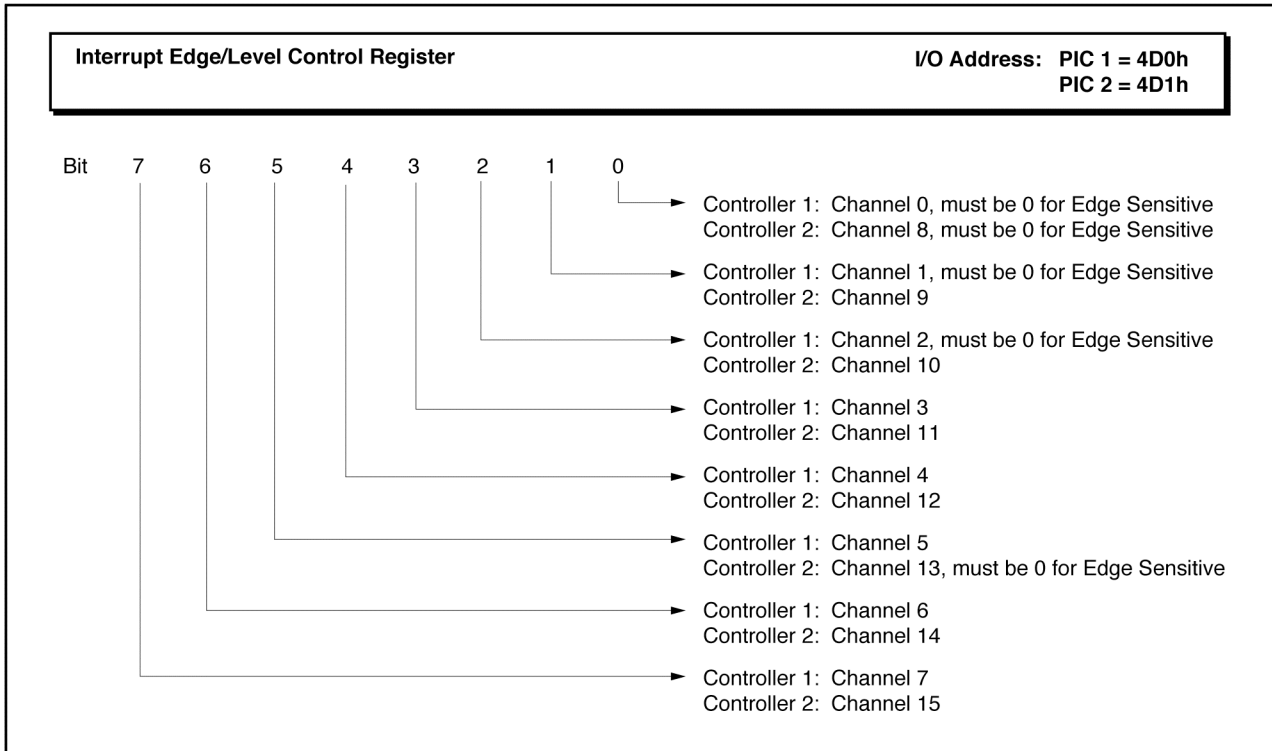 Interrupt Edge/Level Control Register
I/O Address: PIC 1 = 4D0h
PIC 2 = 4D1h
Bit 7 6 5 4 3 2 1 0
Controller 1: Channel 0, must be 0 for Edge Sensitive
Controller 2: Channel 8, must be 0 for Edge Sensitive
Controller 1: Channel 1, must be 0 for Edge Sensitive
Controller 2: Channel 9
Controller 1: Channel 2, must be 0 for Edge Sensitive
Controller 2: Channel 10
Controller 1: Channel 3
Controller 2: Channel 11
Controller 1: Channel 4
Controller 2: Channel 12
Controller 1: Channel 5
Controller 2: Channel 13, must be 0 for Edge Sensitive
Controller 1: Channel 6
Controller 2: Channel 14
Controller 1: Channel 7
Controller 2: Channel 15